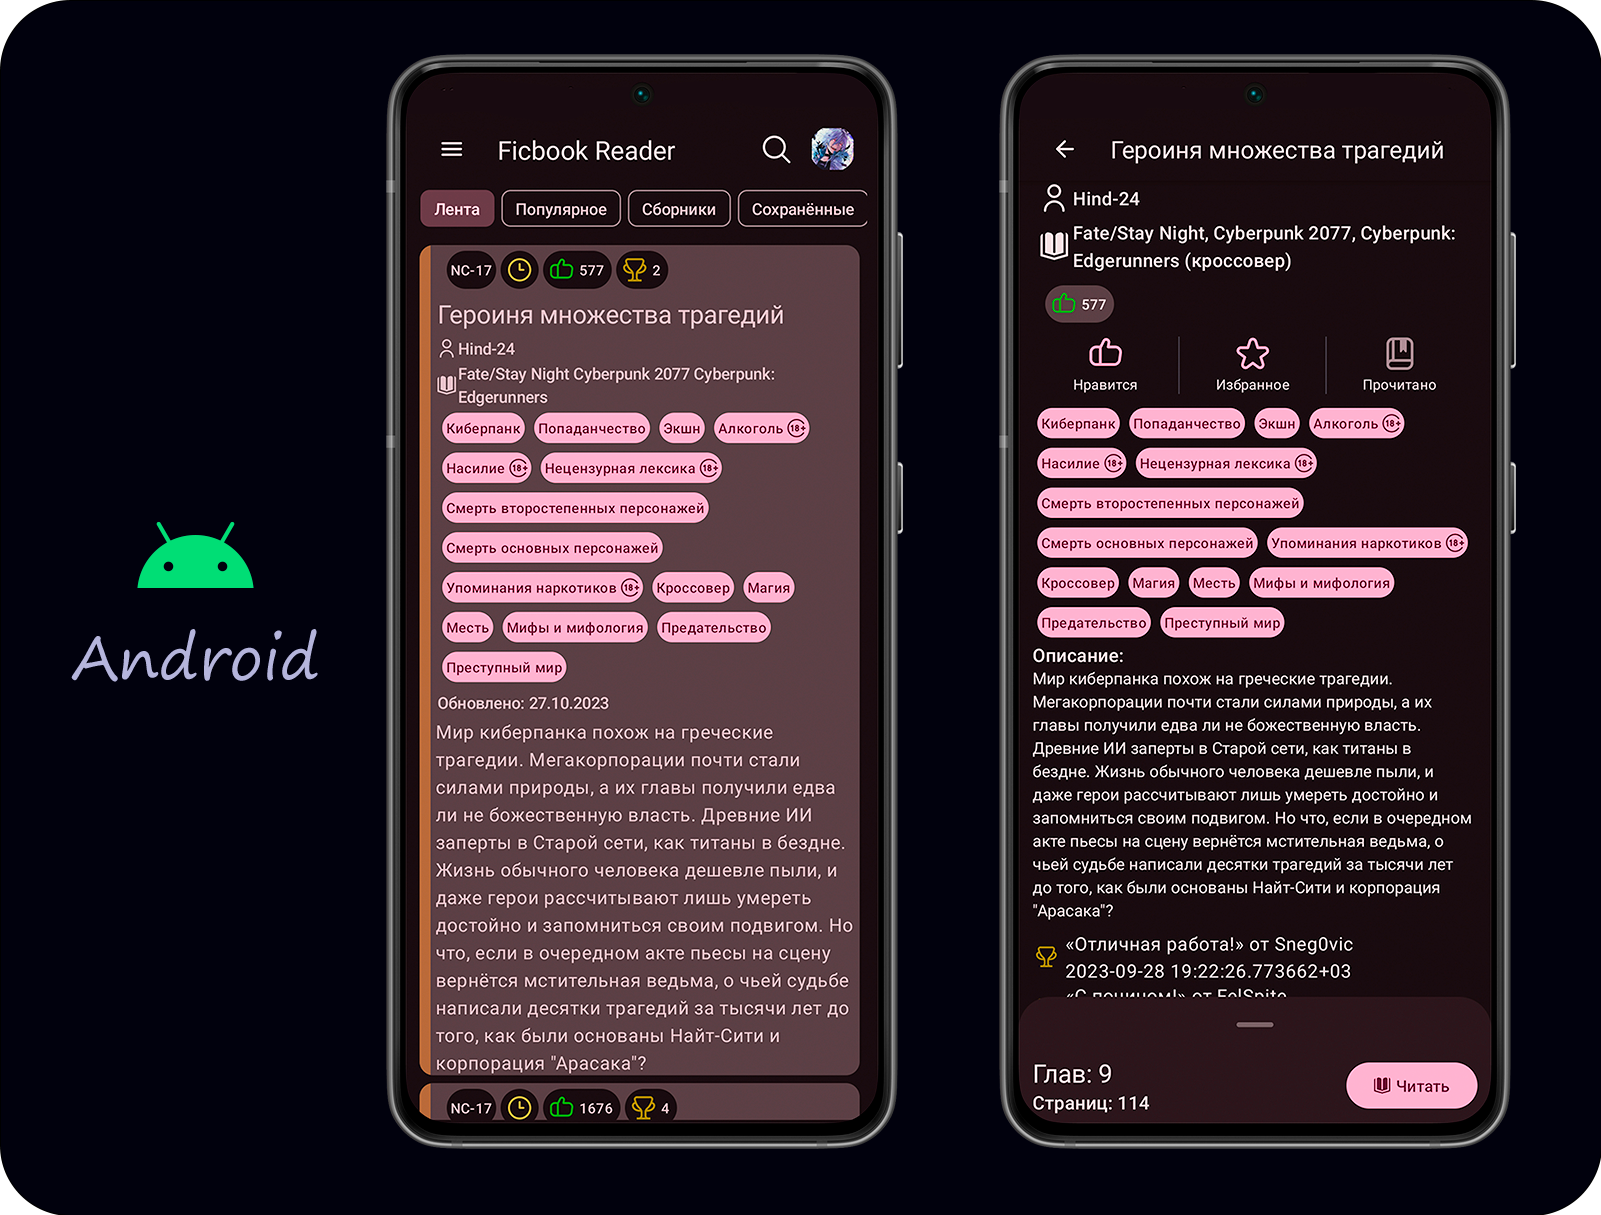 Android
Ficbook Reader
Лента Популярное Сборники Сохранённые
NC-17 577 2
Героиня множества трагедий
Hind-24
Fate/Stay Night Cyberpunk 2077 Cyberpunk:
Edgerunners
Киберпанк Попаданчество Экшн Алкоголь 18+
Насилие 18+ Нецензурная лексика 18+
Смерть второстепенных персонажей
Смерть основных персонажей
Упоминания наркотиков 18+ Кроссовер Магия
Месть Мифы и мифология Предательство
Преступный мир
Обновлено: 27.10.2023
Мир киберпанка похож на греческие
трагедии. Мегакорпорации почти стали
силами природы, а их главы получили едва
ли не божественную власть. Древние ИИ
заперты в Старой сети, как титаны в бездне.
Жизнь обычного человека дешевле пыли, и
даже герои рассчитывают лишь умереть
достойно и запомниться своим подвигом. Но
что, если в очередном акте пьесы на сцену
вернётся мстительная ведьма, о чьей судьбе
написали десятки трагедий за тысячи лет до
того, как были основаны Найт-Сити и
корпорация "Арасака"?
NC-17 1676 4
Героиня множества трагедий
Hind-24
Fate/Stay Night, Cyberpunk 2077, Cyberpunk:
Edgerunners (кроссовер)
577
Нравится Избранное Прочитано
Киберпанк Попаданчество Экшн Алкоголь 18+
Насилие 18+ Нецензурная лексика 18+
Смерть второстепенных персонажей
Смерть основных персонажей Упоминания наркотиков 18+
Кроссовер Магия Месть Мифы и мифология
Предательство Преступный мир
Описание:
Мир киберпанка похож на греческие трагедии.
Мегакорпорации почти стали силами природы, а их
главы получили едва ли не божественную власть.
Древние ИИ заперты в Старой сети, как титаны в
бездне. Жизнь обычного человека дешевле пыли, и
даже герои рассчитывают лишь умереть достойно и
запомниться своим подвигом. Но что, если в очередном
акте пьесы на сцену вернётся мстительная ведьма, о
чьей судьбе написали десятки трагедий за тысячи лет
до того, как были основаны Найт-Сити и корпорация
"Арасака"?
«Отличная работа!» от Sneg0vic
2023-09-28 19:22:26.773662+03
«С почином!» от FelSpite
Глав: 9
Страниц: 114
Читать